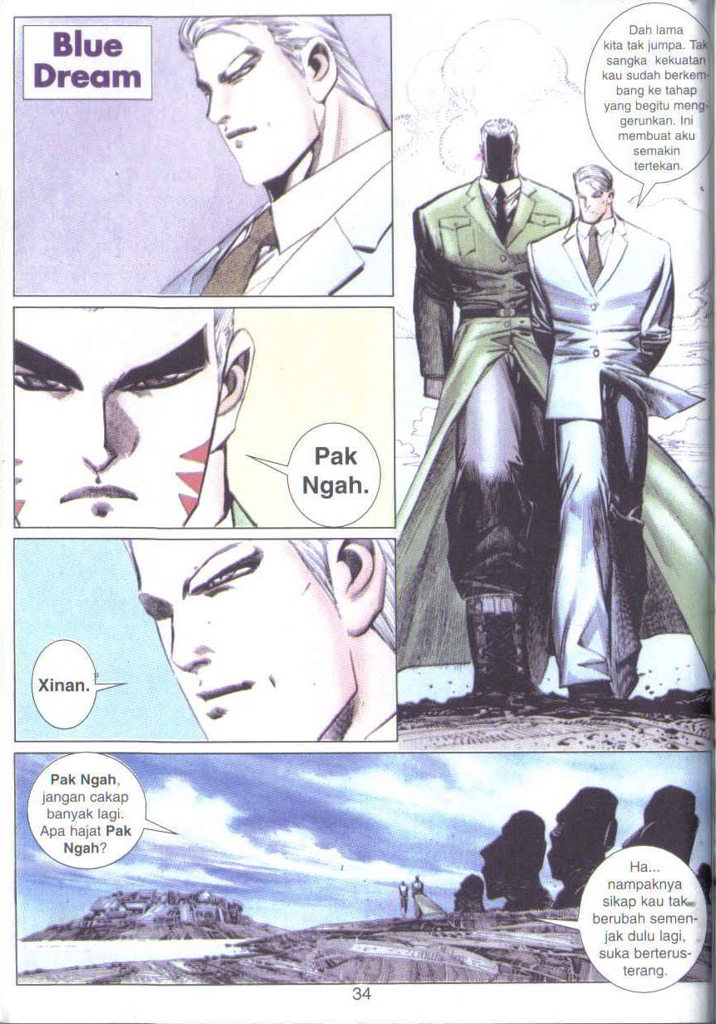 Blue
Dream
Pak
Ngah.
Xinan.
Dah lama
kita tak jumpa. Tak
sangka kekuatan
kau sudah berkem-
bang ke tahap
yang begitu meng-
gerunkan. Ini
membuat aku
semakin
tertekan.
Pak Ngah,
jangan cakap
banyak lagi.
Apa hajat Pak
Ngah?
Ha...
nampaknya
sikap kau tak
berubah semen-
jak dulu lagi,
suka berterus-
terang.
34